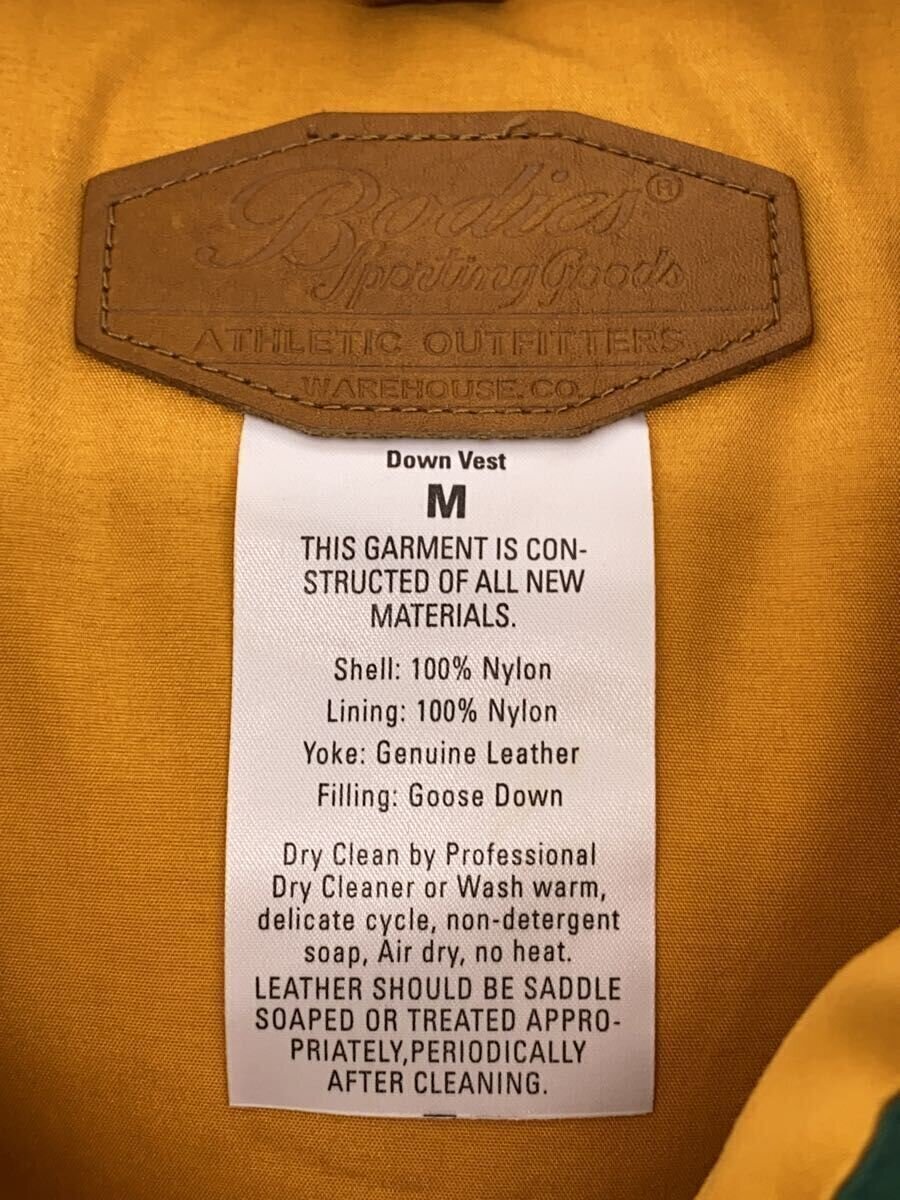 Bodies®
Sporting Goods
ATHLETIC OUTFITTERS
WAREHOUSE.CO.
Down Vest
M
THIS GARMENT IS CON-
STRUCTED OF ALL NEW
MATERIALS.
Shell: 100% Nylon
Lining: 100% Nylon
Yoke: Genuine Leather
Filling: Goose Down
Dry Clean by Professional
Dry Cleaner or Wash warm,
delicate cycle, non-detergent
soap, Air dry, no heat.
LEATHER SHOULD BE SADDLE
SOAPED OR TREATED APPRO-
PRIATELY,PERIODICALLY
AFTER CLEANING.